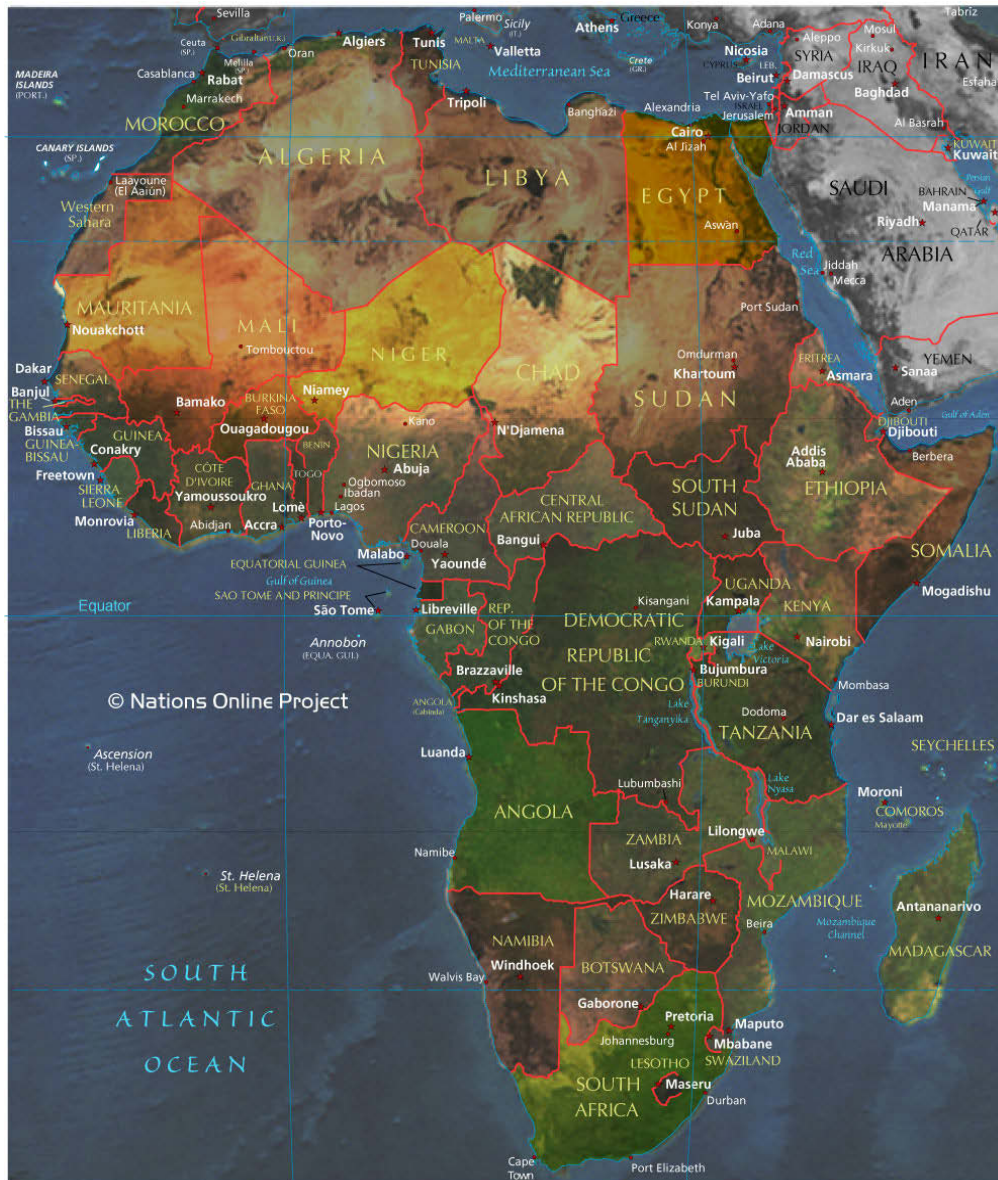 Sevilla
Palermo
Sicily
(IT.)
Athens
Greece
Konya
Adana
Tabrīz
Gibraltar(U.K.)
Ceuta
(SP.)
Algiers
Tunis
MALTA
Valletta
Crete
(GR.)
Nicosia
CYPRUS
Aleppo
Mosul
Kirkuk
IRAN
MADEIRA
ISLANDS
(PORT.)
Melilla
(SP.)
Oran
TUNISIA
Mediterranean Sea
LEB.
SYRIA
IRAQ
Esfaha
Casablanca
Rabat
Beirut
Damascus
Baghdad
Marrakech
Tripoli
Banghāzī
Alexandria
Tel Aviv-Yafo
ISRAEL
Jerusalem
Amman
JORDAN
Al Basrah
MOROCCO
Cairo
Al Jizah
KUWAIT
Kuwait
CANARY ISLANDS
(SP.)
ALGERIA
LIBYA
EGYPT
SAUDI
ARABIA
Persian
Gulf
BAHRAIN
Manama
Riyadh
QATAR
Laayoune
(El Aaiún)
Western
Sahara
Aswàn
Red
Sea
Jiddah
Mecca
MAURITANIA
Nouakchott
MALI
Tombouctou
NIGER
CHAD
Port Sudan
Omdurman
Khartoum
SUDAN
ERITREA
Asmara
YEMEN
Sanaa
Dakar
SENEGAL
Banjul
THE
GAMBIA
Bamako
BURKINA
FASO
Ouagadougou
Niamey
Kano
N'Djamena
Aden
Gulf of Aden
DJIBOUTI
Djibouti
Bissau
GUINEA-
BISSAU
GUINEA
Conakry
BENIN
NIGERIA
Abuja
Addis
Ababa
Berbera
Freetown
SIERRA
LEONE
CÔTE
D'IVOIRE
Yamoussoukro
GHANA
TOGO
Ogbomoso
Ibadan
Lagos
CENTRAL
AFRICAN REPUBLIC
SOUTH
SUDAN
ETHIOPIA
Monrovia
LIBERIA
Abidjan
Accra
Lomè
Porto-
Novo
CAMEROON
Douala
Bangui
Juba
SOMALIA
Malabo
Yaoundé
EQUATORIAL GUINEA
Gulf of Guinea
SAO TOME AND PRINCIPE
UGANDA
Kampala
KENYA
Mogadishu
Equator
São Tome
Libreville
GABON
REP.
OF THE
CONGO
Kisangani
DEMOCRATIC
REPUBLIC
OF THE CONGO
RWANDA
Kigali
Lake
Victoria
Nairobi
Annobon
(EQUA. GUI.)
Bujumbura
BURUNDI
Brazzaville
Kinshasa
Mombasa
© Nations Online Project
ANGOLA
(Cabinda)
Lake
Tanganyika
Dodoma
TANZANIA
Dar es Salaam
Ascension
(St. Helena)
Luanda
SEYCHELLES
Lubumbashi
Lake
Nyasa
Moroni
COMOROS
Mayotte
ANGOLA
ZAMBIA
Lilongwe
MALAWI
Namibe
Lusaka
St. Helena
(St. Helena)
Harare
ZIMBABWE
MOZAMBIQUE
Beira
Mozambique
Channel
Antananarivo
MADAGASCAR
NAMIBIA
Windhoek
Walvis Bay
BOTSWANA
SOUTH
ATLANTIC
OCEAN
Gaborone
Pretoria
Johannesburg
Maputo
Mbabane
SWAZILAND
LESOTHO
Maseru
SOUTH
AFRICA
Durban
Cape
Town
Port Elizabeth